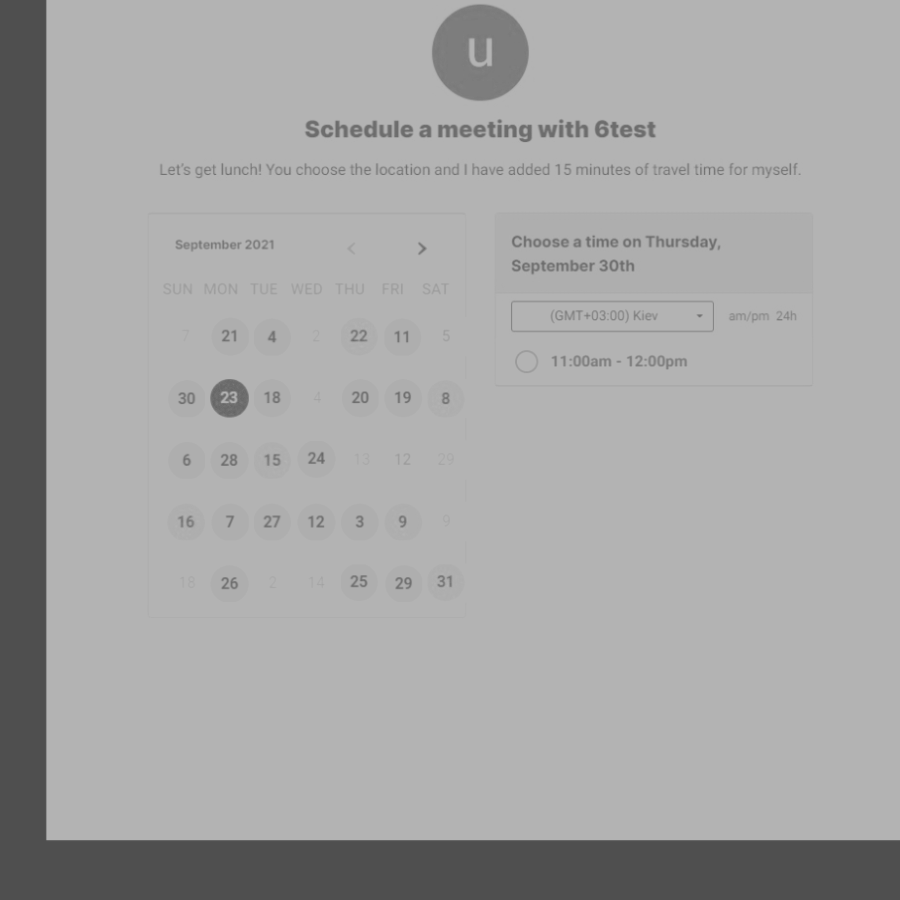 u
Schedule a meeting with 6test
Let's get lunch! You choose the location and I have added 15 minutes of travel time for myself.
September 2021
SUN MON TUE WED THU FRI SAT
7 21 4 2 22 11 5
30 23 18 4 20 19 8
6 28 15 24 13 12 29
16 7 27 12 3 9 9
18 26 2 14 25 29 31
Choose a time on Thursday,
September 30th
(GMT+03:00) Kiev am/pm 24h
11:00am - 12:00pm